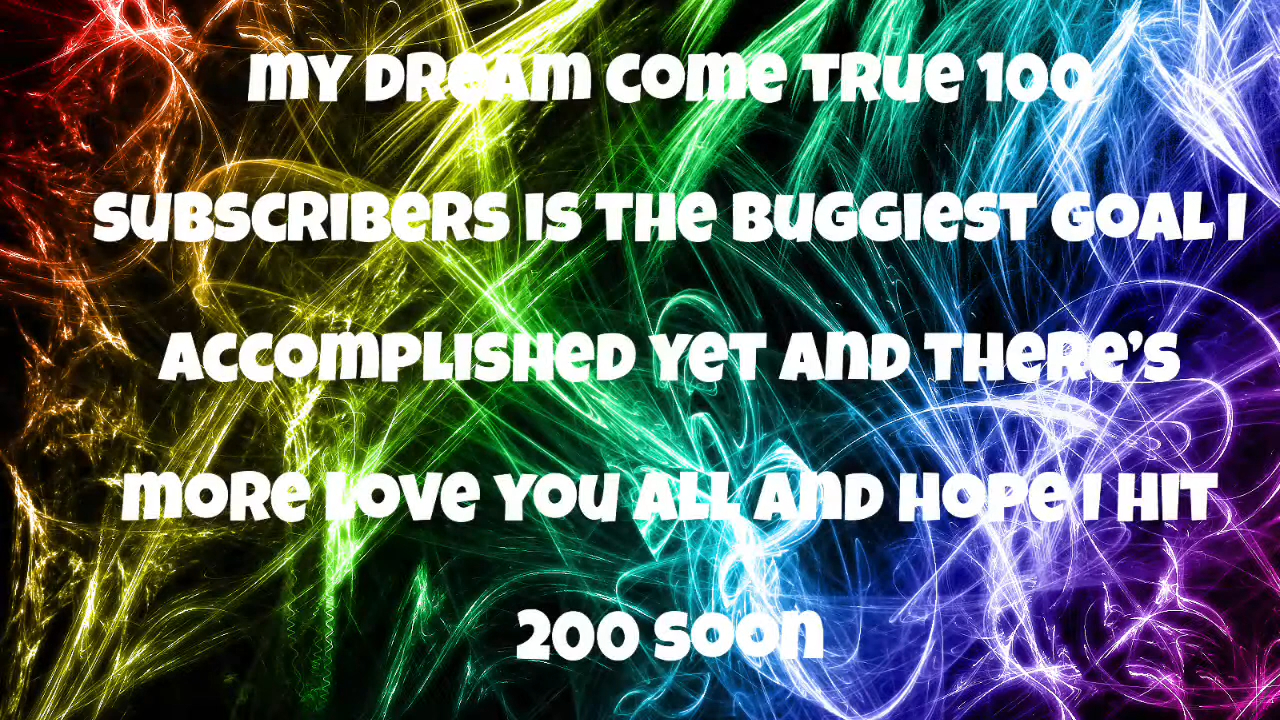 my Dream come True 100
subscribers is the buggiest goal I
accomplished yet and there's
more love you all and hope I hit
200 soon